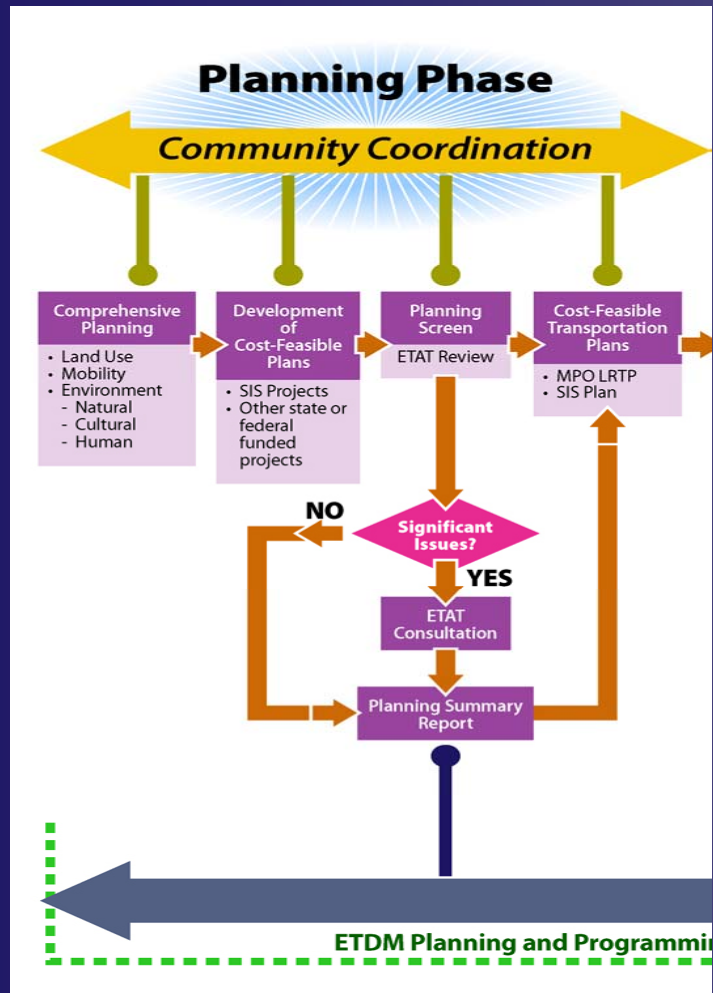 Planning Phase
Community Coordination
Comprehensive
Planning
• Land Use
• Mobility
• Environment
- Natural
- Cultural
- Human
Development
of
Cost-Feasible
Plans
• SIS Projects
• Other state or
federal
funded
projects
Planning
Screen
ETAT Review
Cost-Feasible
Transportation
Plans
• MPO LRTP
• SIS Plan
NO
Significant
Issues?
YES
ETAT
Consultation
Planning Summary
Report
ETDM Planning and